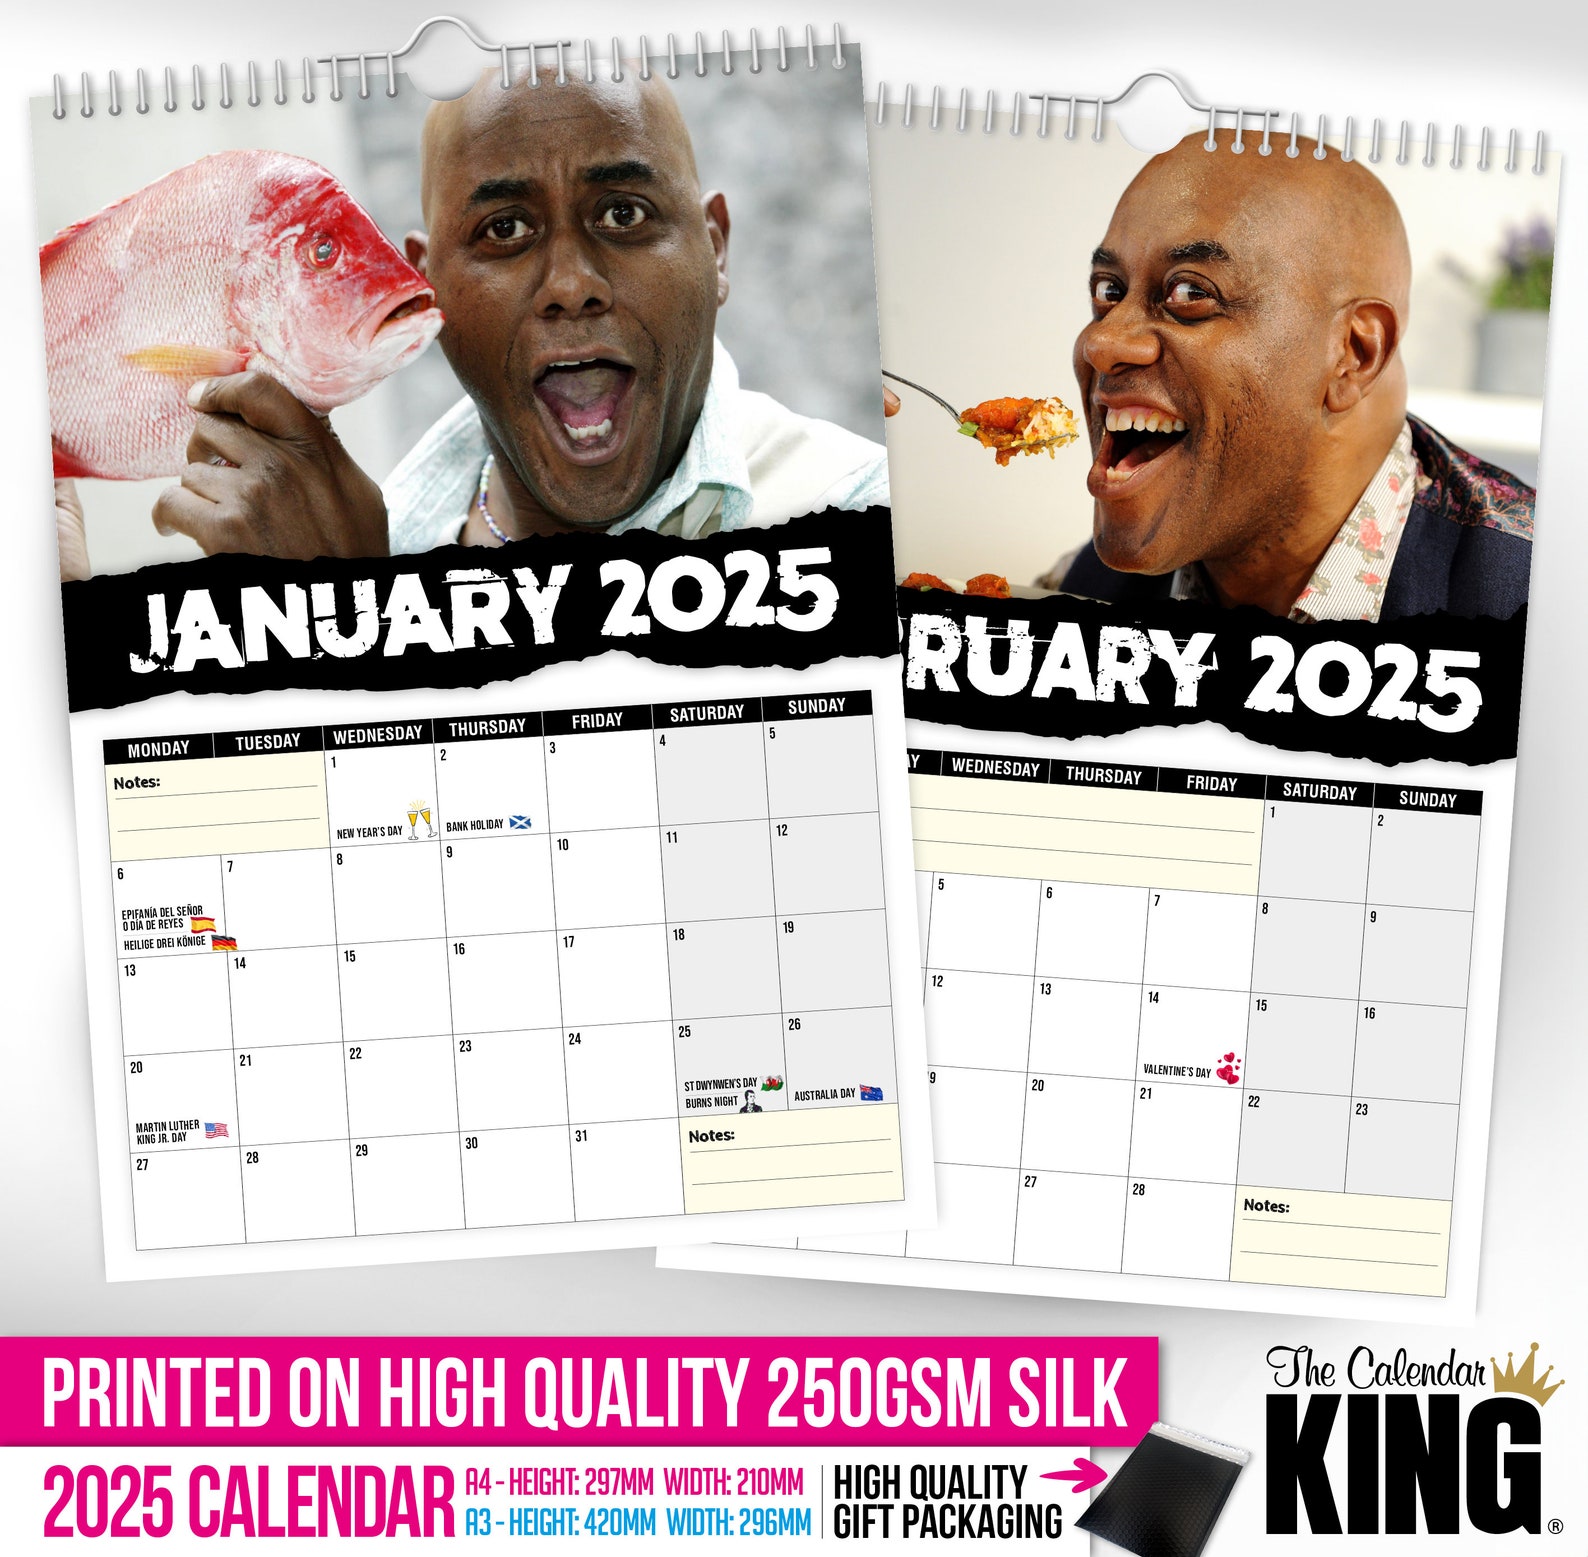 JANUARY 2025
MONDAY TUESDAY WEDNESDAY THURSDAY FRIDAY SATURDAY SUNDAY
Notes:
1 2 3 4 5
NEW YEAR'S DAY
BANK HOLIDAY
6 7 8 9 10 11 12
EPIFANÍA DEL SEÑOR
O DÍA DE REYES
HEILIGE DREI KÖNIGE
13 14 15 16 17 18 19
20 21 22 23 24 25 26
MARTIN LUTHER
KING JR. DAY
ST DWYNWEN'S DAY
BURNS NIGHT
AUSTRALIA DAY
27 28 29 30 31
Notes:
BRUARY 2025
AY WEDNESDAY THURSDAY FRIDAY SATURDAY SUNDAY
1 2
5 6 7 8 9
12 13 14 15 16
VALENTINE'S DAY
9 20 21 22 23
27 28
Notes:
PRINTED ON HIGH QUALITY 250GSM SILK
2025 CALENDAR
A4 - HEIGHT: 297MM WIDTH: 210MM
A3 - HEIGHT: 420MM WIDTH: 296MM
HIGH QUALITY
GIFT PACKAGING
The Calendar
KING®